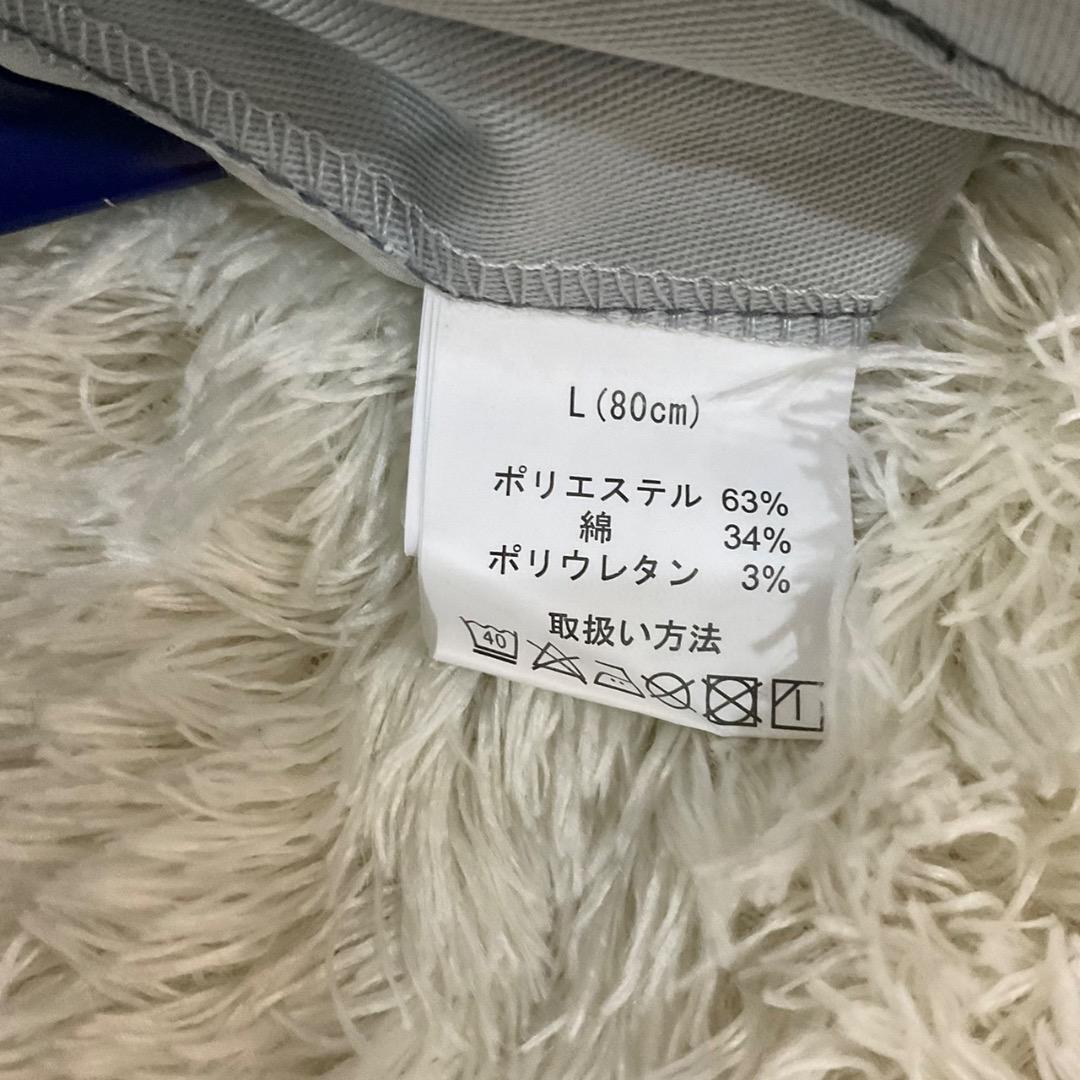 L(80cm)
ポリエステル 63%
綿 34%
ポリウレタン 3%
取扱い方法
40